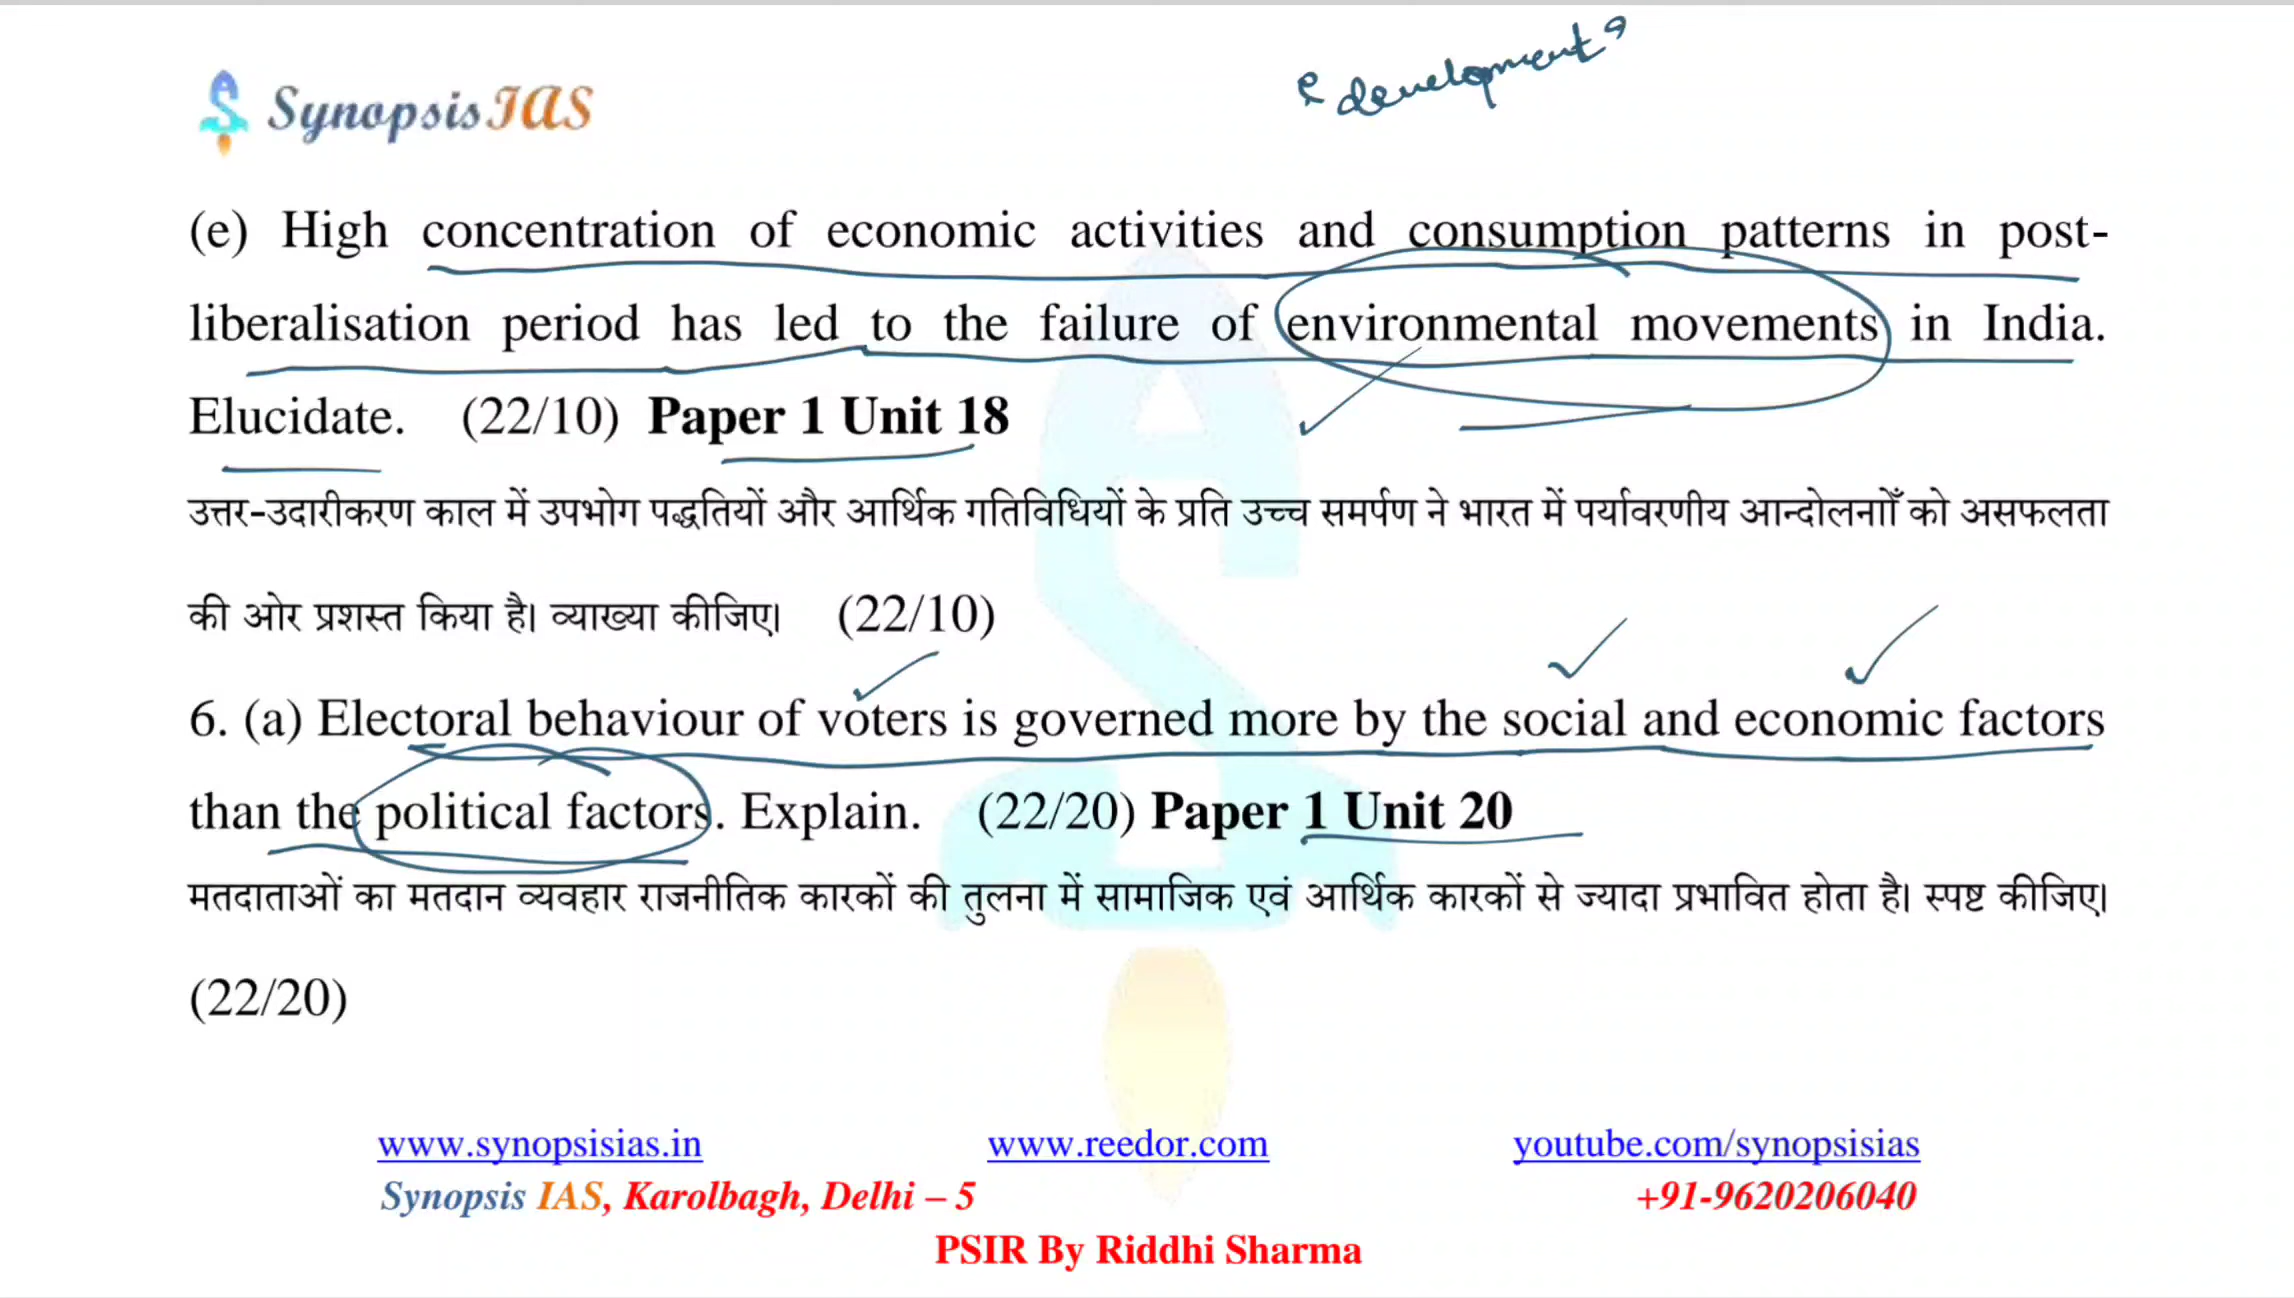 "development"
SynopsisIAS
(e) High concentration of economic activities and consumption patterns in post-
liberalisation period has led to the failure of environmental movements in India.
Elucidate. (22/10) Paper 1 Unit 18
उत्तर-उदारीकरण काल में उपभोग पद्धतियों और आर्थिक गतिविधियों के प्रति उच्च समर्पण ने भारत में पर्यावरणीय आन्दोलनाोँ को असफलता
की ओर प्रशस्त किया है। व्याख्या कीजिए। (22/10)
6. (a) Electoral behaviour of voters is governed more by the social and economic factors
than the political factors. Explain. (22/20) Paper 1 Unit 20
मतदाताओं का मतदान व्यवहार राजनीतिक कारकों की तुलना में सामाजिक एवं आर्थिक कारकों से ज्यादा प्रभावित होता है। स्पष्ट कीजिए।
(22/20)
www.synopsisias.in www.reedor.com youtube.com/synopsisias
Synopsis IAS, Karolbagh, Delhi – 5 +91-9620206040
PSIR By Riddhi Sharma